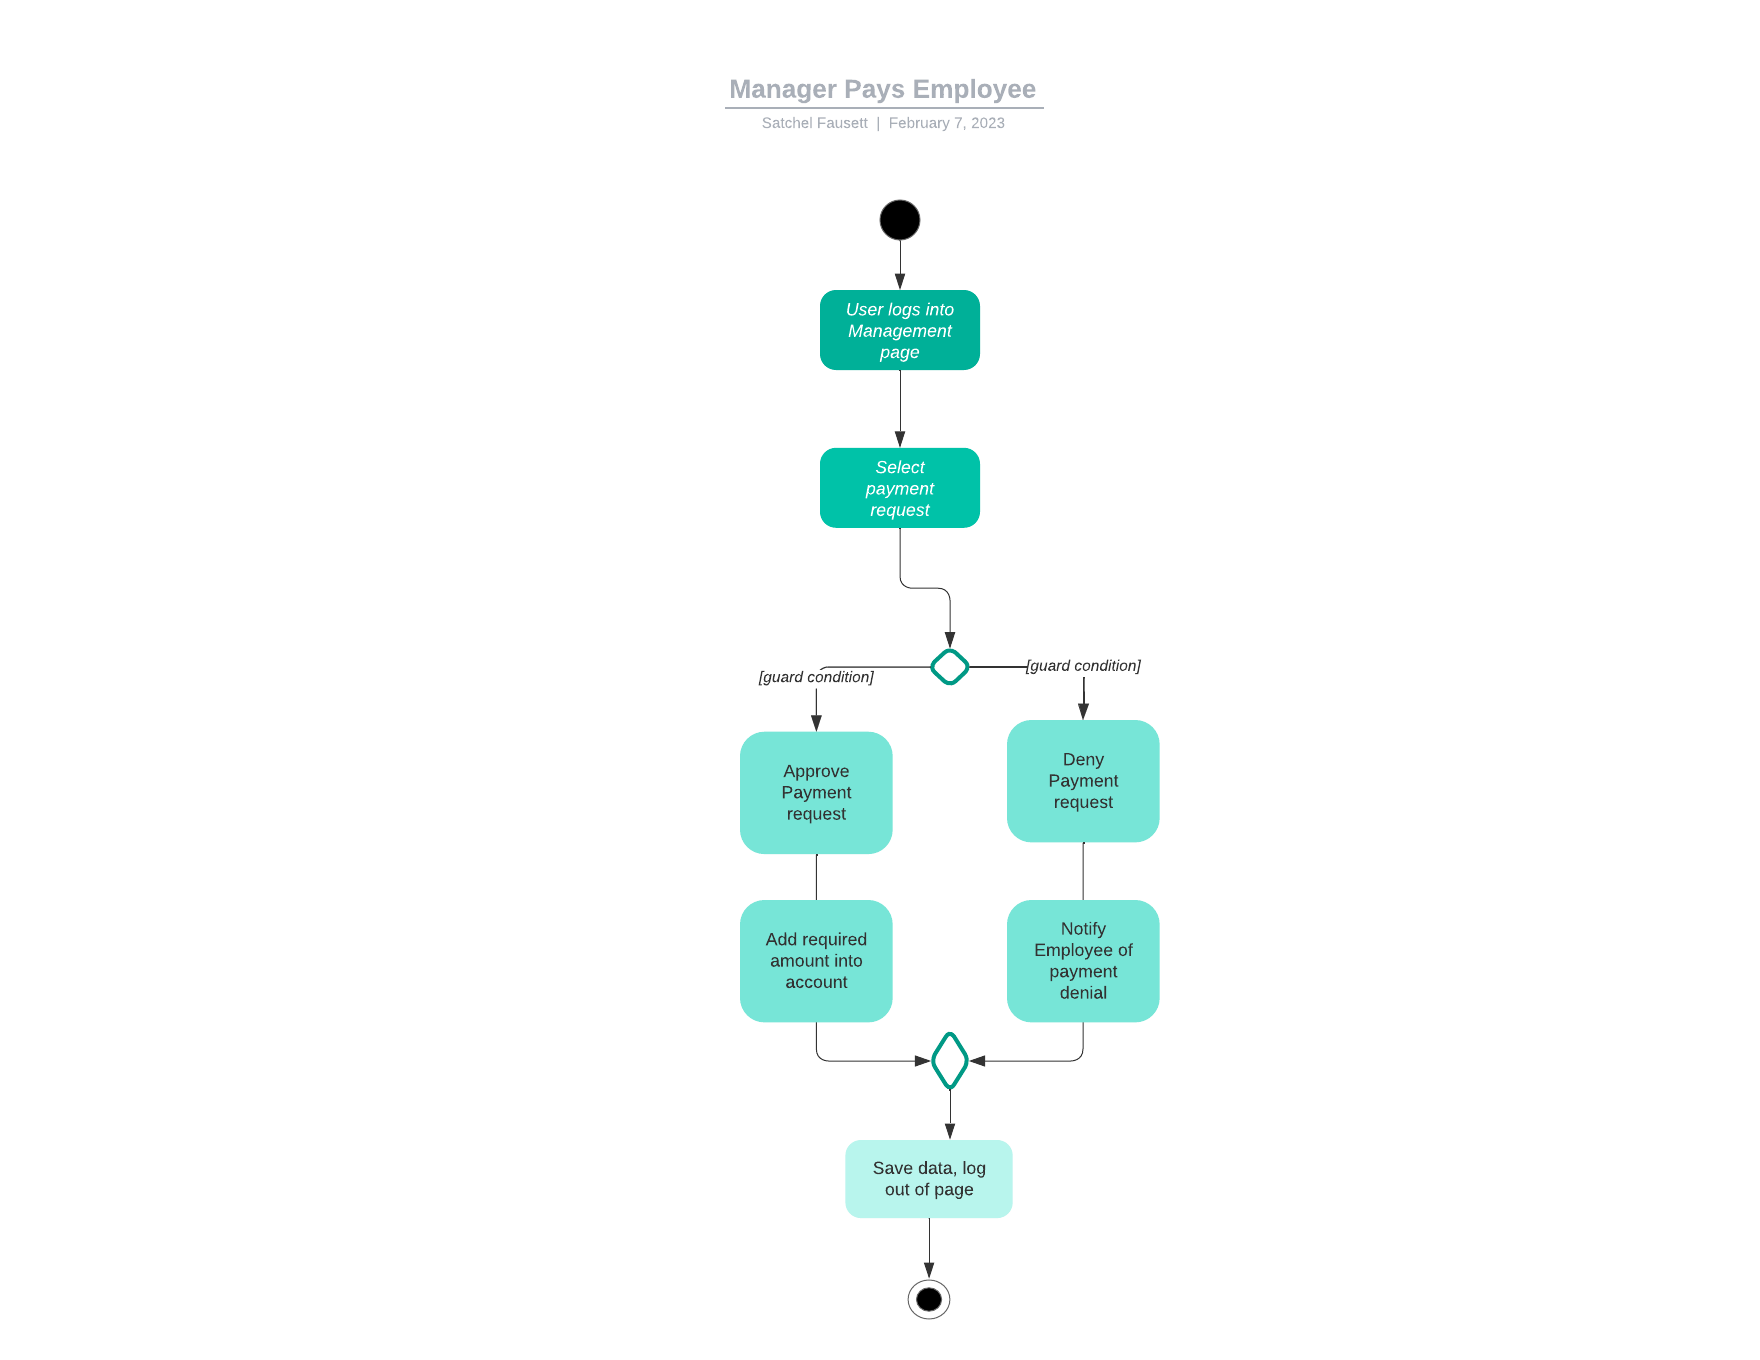 Manager Pays Employee
Satchel Fausett | February 7, 2023
User logs into
Management
page
Select
payment
request
[guard condition]
[guard condition]
Approve
Payment
request
Deny
Payment
request
Add required
amount into
account
Notify
Employee of
payment
denial
Save data, log
out of page